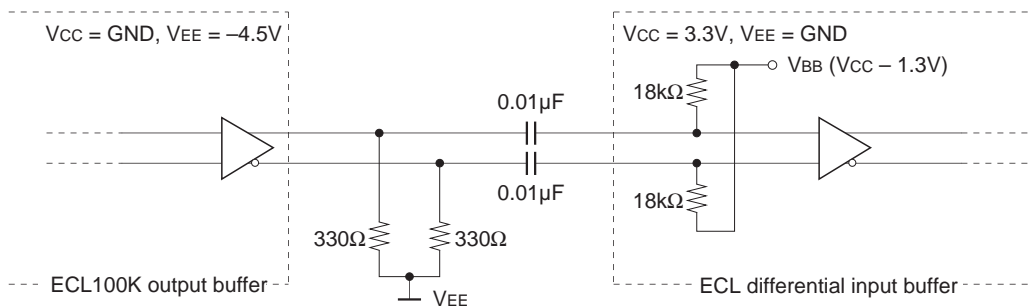 VCC = GND, VEE = –4.5V
VCC = 3.3V, VEE = GND
VBB (VCC – 1.3V)
18kΩ
0.01µF
0.01µF
18kΩ
330Ω
330Ω
ECL100K output buffer
VEE
ECL differential input buffer